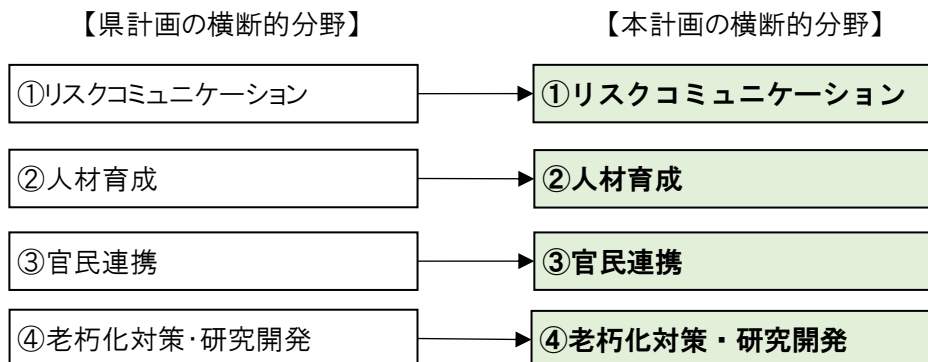 【県計画の横断的分野】 【本計画の横断的分野】
①リスクコミュニケーション ①リスクコミュニケーション
②人材育成 ②人材育成
③官民連携 ③官民連携
④老朽化対策・研究開発 ④老朽化対策・研究開発